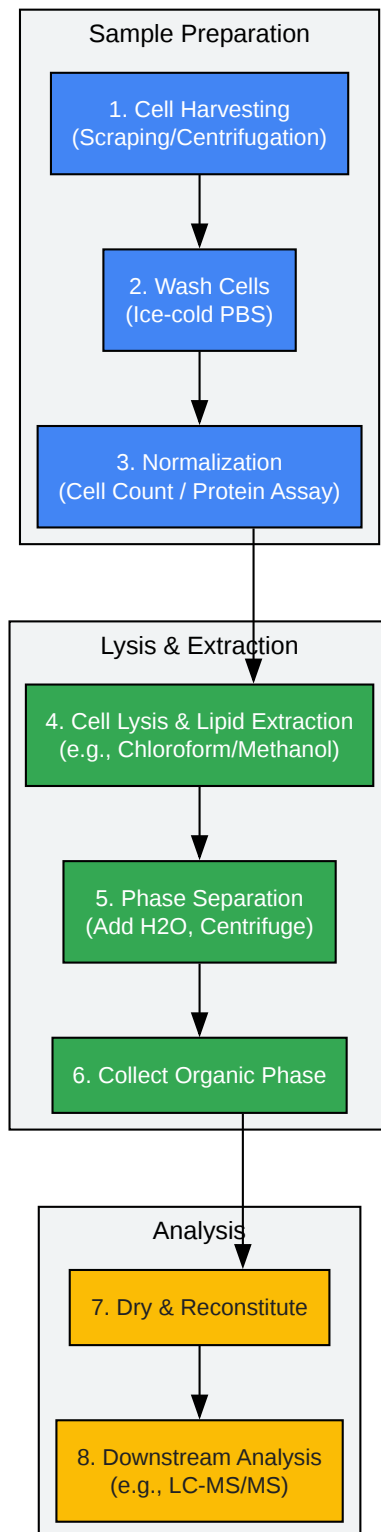 Sample Preparation
1. Cell Harvesting
(Scraping/Centrifugation)
2. Wash Cells
(Ice-cold PBS)
3. Normalization
(Cell Count / Protein Assay)
Lysis & Extraction
4. Cell Lysis & Lipid Extraction
(e.g., Chloroform/Methanol)
5. Phase Separation
(Add H2O, Centrifuge)
6. Collect Organic Phase
Analysis
7. Dry & Reconstitute
8. Downstream Analysis
(e.g., LC-MS/MS)